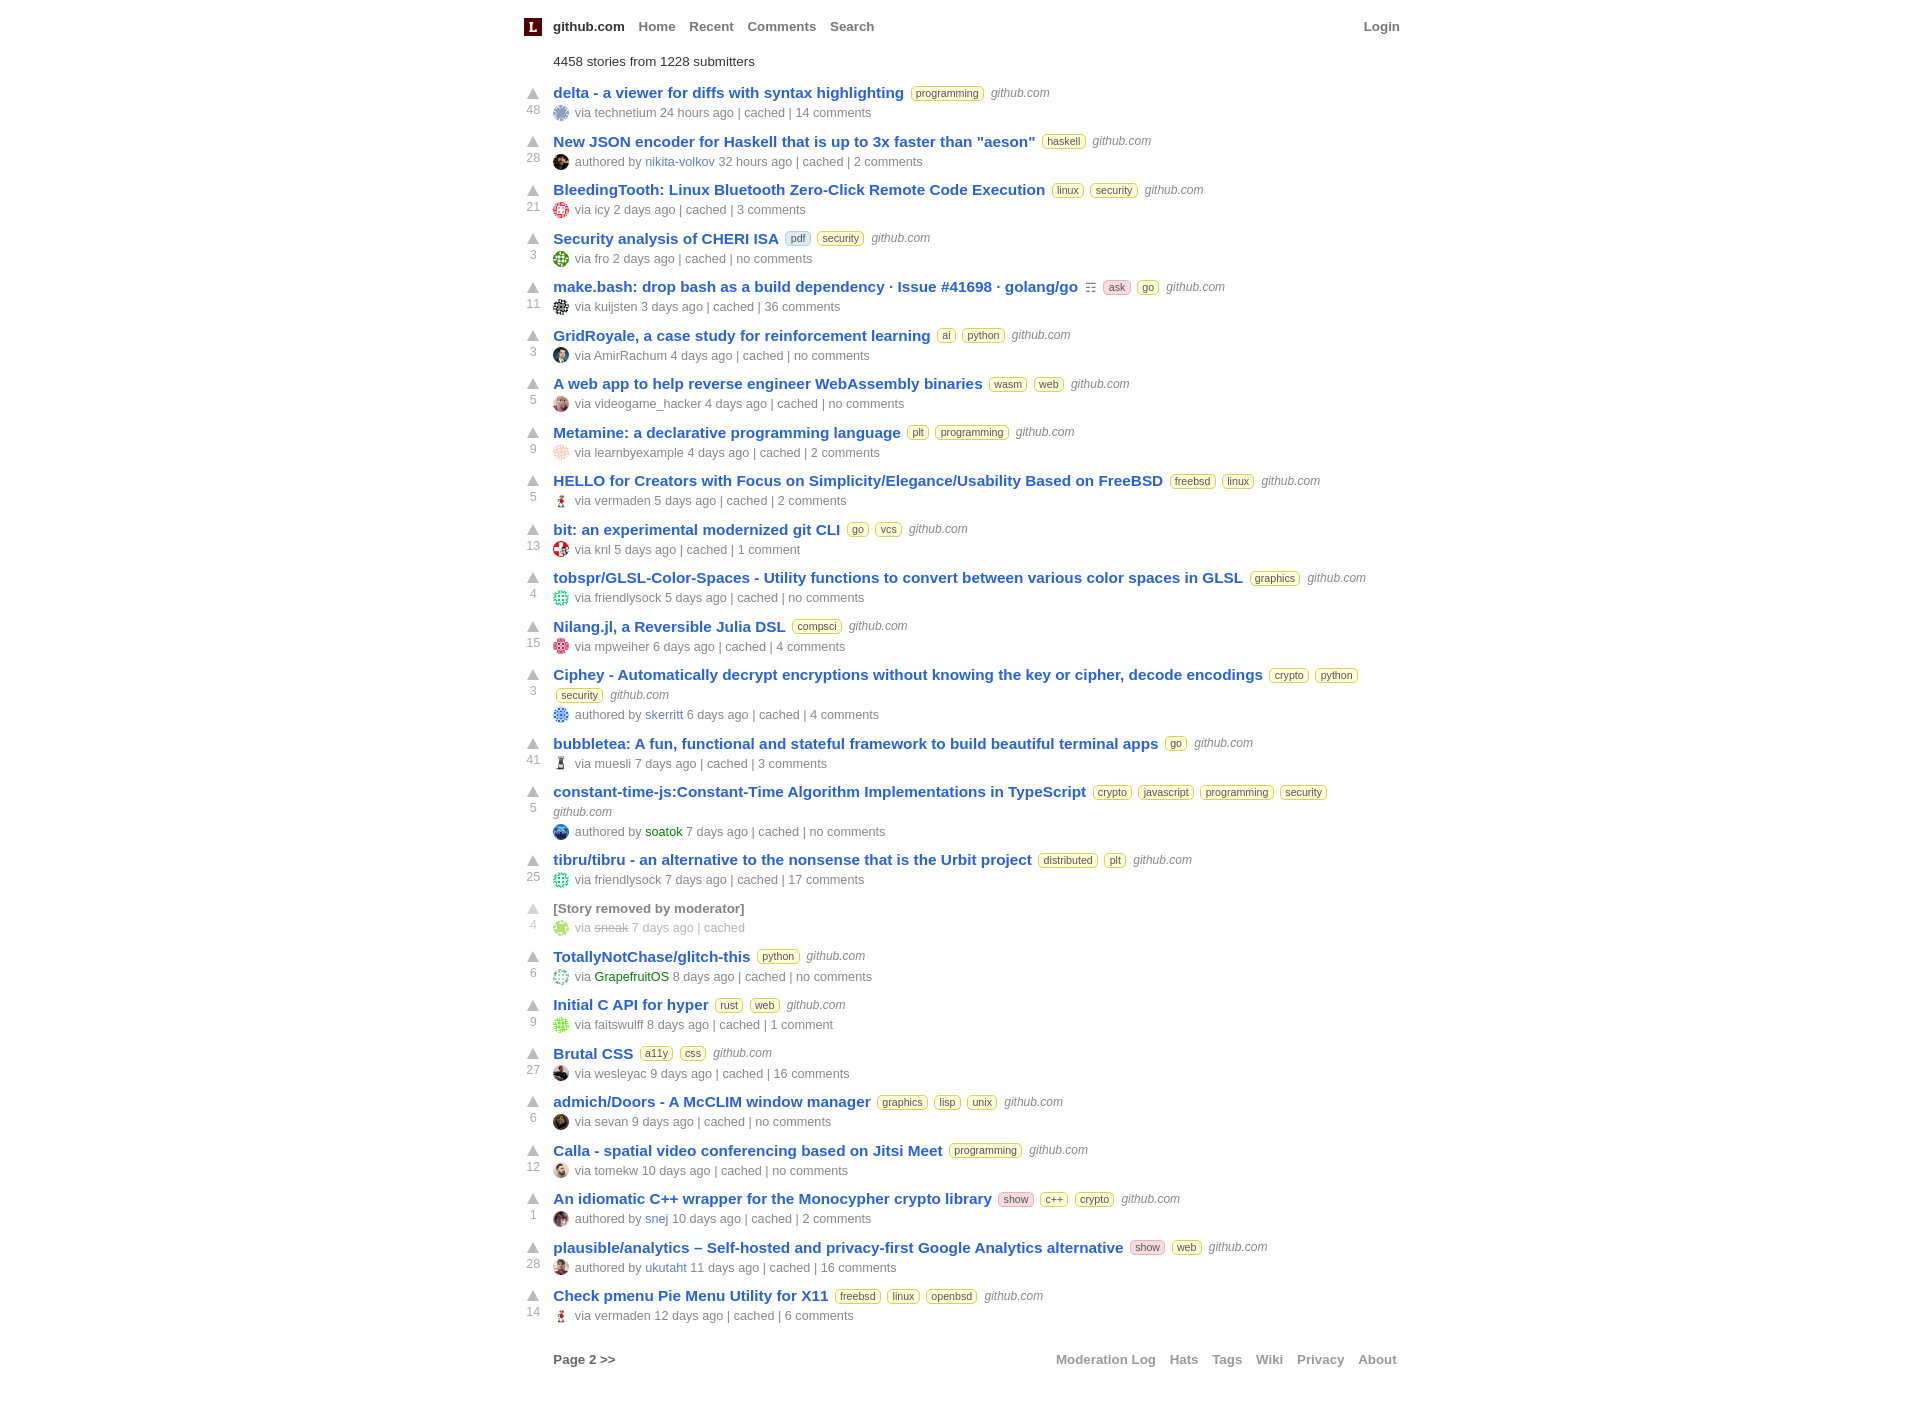 L github.com Home Recent Comments Search Login
4458 stories from 1228 submitters
delta - a viewer for diffs with syntax highlighting programming github.com
48 via technetium 24 hours ago | cached | 14 comments
New JSON encoder for Haskell that is up to 3x faster than "aeson" haskell github.com
28 authored by nikita-volkov 32 hours ago | cached | 2 comments
BleedingTooth: Linux Bluetooth Zero-Click Remote Code Execution linux security github.com
21 via icy 2 days ago | cached | 3 comments
Security analysis of CHERI ISA pdf security github.com
3 via fro 2 days ago | cached | no comments
make.bash: drop bash as a build dependency · Issue #41698 · golang/go ☶ ask go github.com
11 via kuijsten 3 days ago | cached | 36 comments
GridRoyale, a case study for reinforcement learning ai python github.com
3 via AmirRachum 4 days ago | cached | no comments
A web app to help reverse engineer WebAssembly binaries wasm web github.com
5 via videogame_hacker 4 days ago | cached | no comments
Metamine: a declarative programming language plt programming github.com
9 via learnbyexample 4 days ago | cached | 2 comments
HELLO for Creators with Focus on Simplicity/Elegance/Usability Based on FreeBSD freebsd linux github.com
5 via vermaden 5 days ago | cached | 2 comments
bit: an experimental modernized git CLI go vcs github.com
13 via knl 5 days ago | cached | 1 comment
tobspr/GLSL-Color-Spaces - Utility functions to convert between various color spaces in GLSL graphics github.com
4 via friendlysock 5 days ago | cached | no comments
Nilang.jl, a Reversible Julia DSL compsci github.com
15 via mpweiher 6 days ago | cached | 4 comments
Ciphey - Automatically decrypt encryptions without knowing the key or cipher, decode encodings crypto python
3 security github.com
authored by skerritt 6 days ago | cached | 4 comments
bubbletea: A fun, functional and stateful framework to build beautiful terminal apps go github.com
41 via muesli 7 days ago | cached | 3 comments
constant-time-js:Constant-Time Algorithm Implementations in TypeScript crypto javascript programming security
5 github.com
authored by soatok 7 days ago | cached | no comments
tibru/tibru - an alternative to the nonsense that is the Urbit project distributed plt github.com
25 via friendlysock 7 days ago | cached | 17 comments
[Story removed by moderator]
4 via sneak 7 days ago | cached
TotallyNotChase/glitch-this python github.com
6 via GrapefruitOS 8 days ago | cached | no comments
Initial C API for hyper rust web github.com
9 via faitswulff 8 days ago | cached | 1 comment
Brutal CSS a11y css github.com
27 via wesleyac 9 days ago | cached | 16 comments
admich/Doors - A McCLIM window manager graphics lisp unix github.com
6 via sevan 9 days ago | cached | no comments
Calla - spatial video conferencing based on Jitsi Meet programming github.com
12 via tomekw 10 days ago | cached | no comments
An idiomatic C++ wrapper for the Monocypher crypto library show c++ crypto github.com
1 authored by snej 10 days ago | cached | 2 comments
plausible/analytics – Self-hosted and privacy-first Google Analytics alternative show web github.com
28 authored by ukutaht 11 days ago | cached | 16 comments
Check pmenu Pie Menu Utility for X11 freebsd linux openbsd github.com
14 via vermaden 12 days ago | cached | 6 comments
Page 2 >> Moderation Log Hats Tags Wiki Privacy About